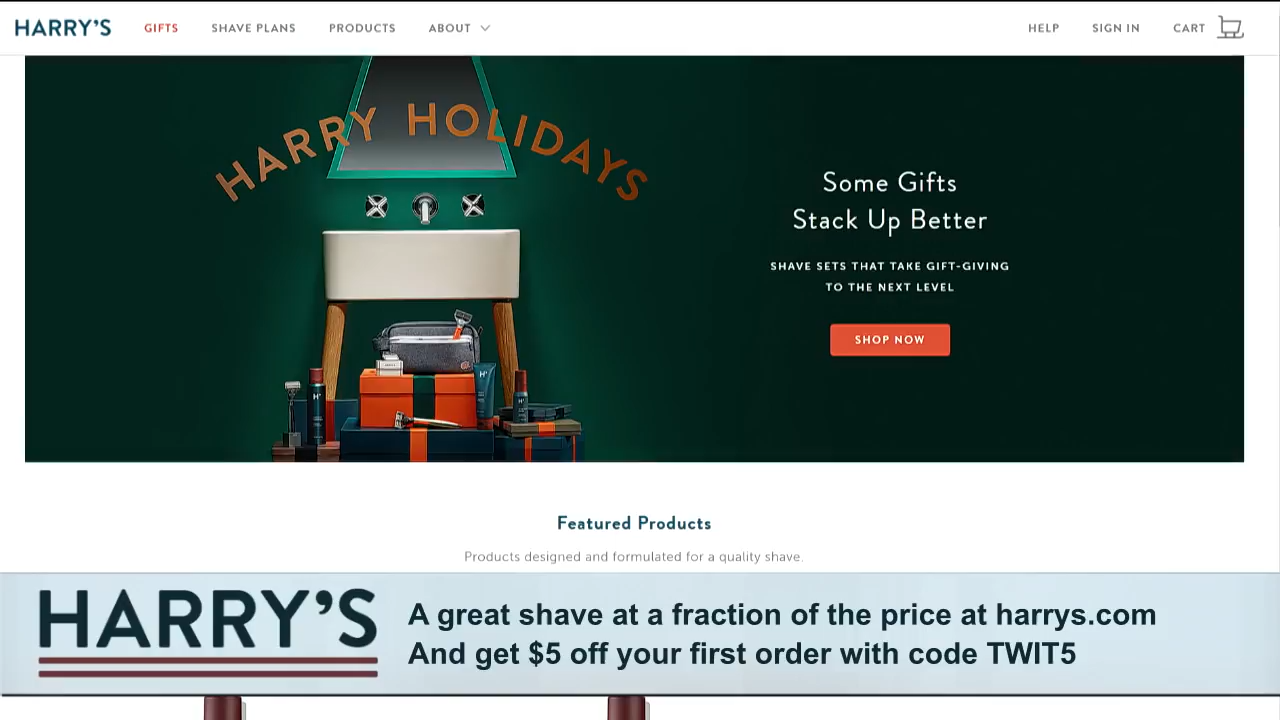 HARRY'S GIFTS SHAVE PLANS PRODUCTS ABOUT HELP SIGN IN CART
HARRY HOLIDAYS
Some Gifts
Stack Up Better
SHAVE SETS THAT TAKE GIFT-GIVING
TO THE NEXT LEVEL
SHOP NOW
Featured Products
Products designed and formulated for a quality shave.
HARRY'S
A great shave at a fraction of the price at harrys.com
And get $5 off your first order with code TWIT5